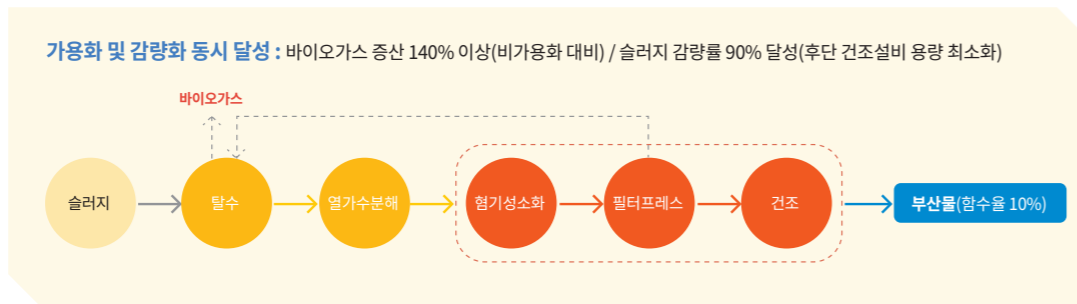 가용화 및 감량화 동시 달성 : 바이오가스 증산 140% 이상(비가용화 대비) / 슬러지 감량률 90% 달성(후단 건조설비 용량 최소화)
바이오가스
슬러지
탈수
열가수분해
혐기성소화
필터프레스
건조
부산물(함수율 10%)